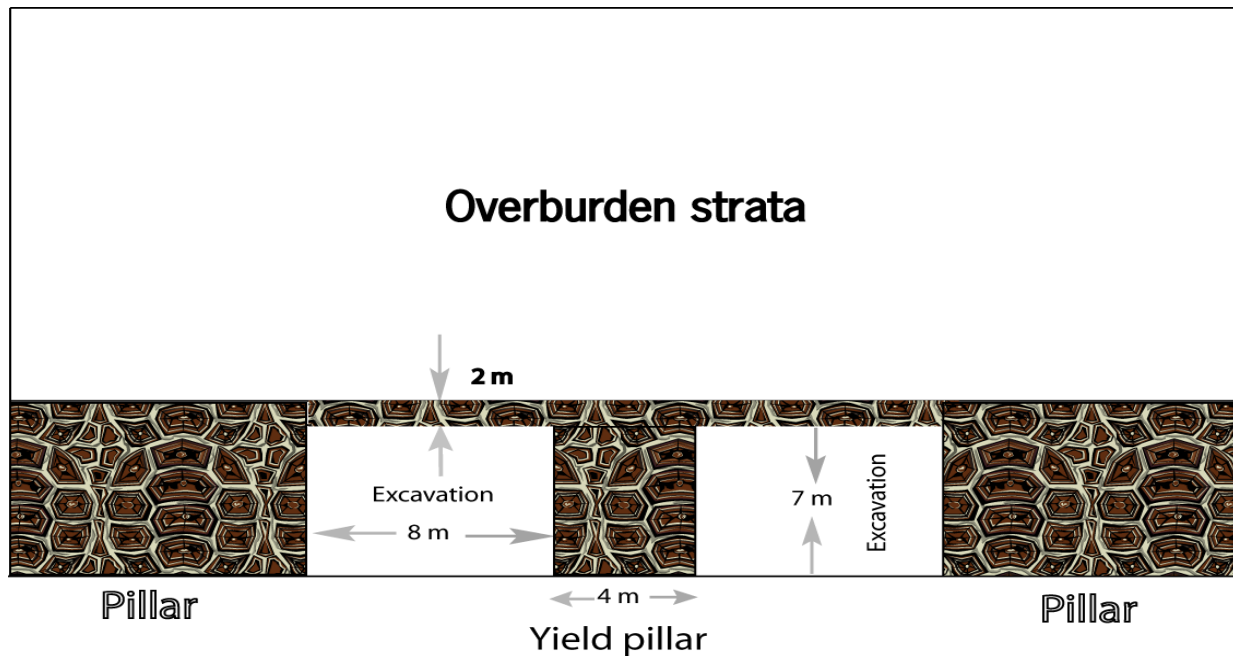 Overburden strata
2 m
Excavation
8 m
7 m
Excavation
4 m
Pillar
Yield pillar
Pillar